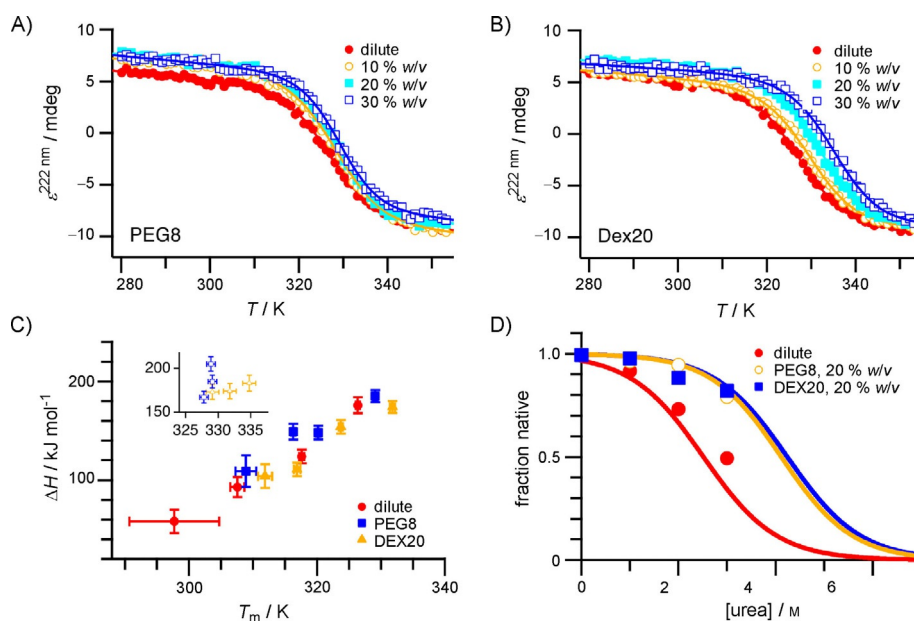 A)
10
5
0
−5
−10
ε²²² ⁿᵐ / mdeg
dilute
10 % w/v
20 % w/v
30 % w/v
PEG8
280 300 320 340
T / K
B)
10
5
0
−5
−10
ε²²² ⁿᵐ / mdeg
dilute
10 % w/v
20 % w/v
30 % w/v
Dex20
280 300 320 340
T / K
C)
200
100
ΔH / kJ mol⁻¹
200
150
325 330 335
dilute
PEG8
DEX20
300 320 340
Tm / K
D)
1.0
0.5
0
fraction native
dilute
PEG8, 20 % w/v
DEX20, 20 % w/v
0 2 4 6
[urea] / M